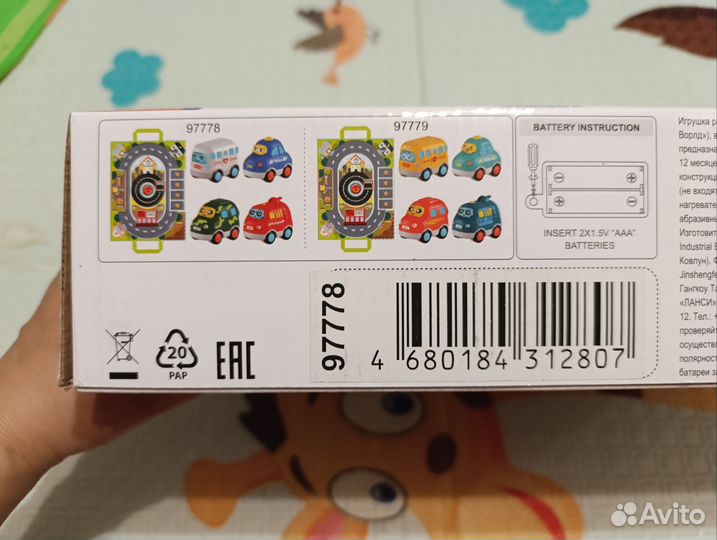 97778
97779
BATTERY INSTRUCTION
INSERT 2X1.5V "AAA"
BATTERIES
97778
4 680184 312807
20
PAP
EAC
Игрушка р
Ворлд»), в
предназна
12 месяце
конструкци
(не входят
нагревате
абразивно
Изготовит
Industrial
Ковлун). Ф
Jinshengfe
Гангкоу Та
«ЛАНСИ»
12. Тел.: +
проверяйт
осуществл
полярност
батареи за
Avito